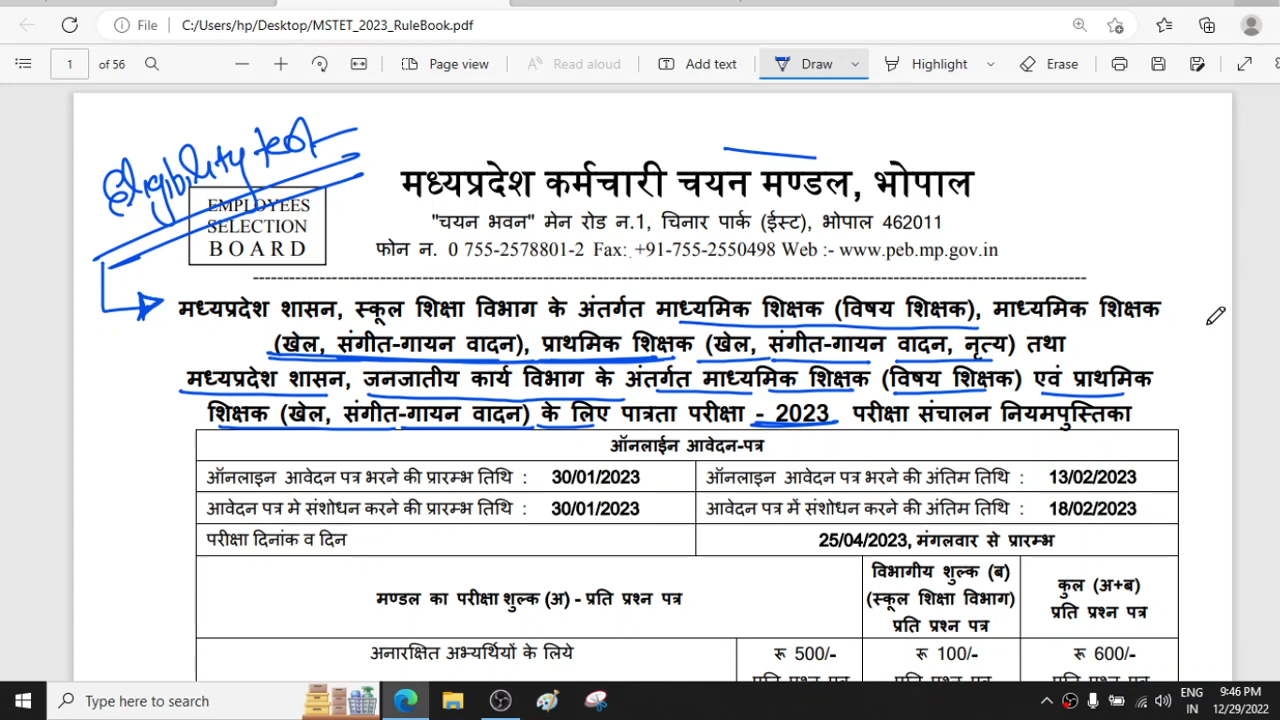 File C:/Users/hp/Desktop/MSTET_2023_RuleBook.pdf
1 of 56 Page view Read aloud Add text Draw Highlight Erase
Eligibility test
EMPLOYEES
SELECTION
BOARD
मध्यप्रदेश कर्मचारी चयन मण्डल, भोपाल
"चयन भवन" मेन रोड न.1, चिनार पार्क (ईस्ट), भोपाल 462011
फोन न. 0 755-2578801-2 Fax: +91-755-2550498 Web :- www.peb.mp.gov.in
मध्यप्रदेश शासन, स्कूल शिक्षा विभाग के अंतर्गत माध्यमिक शिक्षक (विषय शिक्षक), माध्यमिक शिक्षक
(खेल, संगीत-गायन वादन), प्राथमिक शिक्षक (खेल, संगीत-गायन वादन, नृत्य) तथा
मध्यप्रदेश शासन, जनजातीय कार्य विभाग के अंतर्गत माध्यमिक शिक्षक (विषय शिक्षक) एवं प्राथमिक
शिक्षक (खेल, संगीत-गायन वादन) के लिए पात्रता परीक्षा - 2023 परीक्षा संचालन नियमपुस्तिका
ऑनलाईन आवेदन-पत्र
ऑनलाइन आवेदन पत्र भरने की प्रारम्भ तिथि : 30/01/2023 ऑनलाइन आवेदन पत्र भरने की अंतिम तिथि : 13/02/2023
आवेदन पत्र मे संशोधन करने की प्रारम्भ तिथि : 30/01/2023 आवेदन पत्र में संशोधन करने की अंतिम तिथि : 18/02/2023
परीक्षा दिनांक व दिन 25/04/2023, मंगलवार से प्रारम्भ
मण्डल का परीक्षा शुल्क (अ) - प्रति प्रश्न पत्र
विभागीय शुल्क (ब)
(स्कूल शिक्षा विभाग)
प्रति प्रश्न पत्र
कुल (अ+ब)
प्रति प्रश्न पत्र
अनारक्षित अभ्यर्थियों के लिये रू 500/- रू 100/- रू 600/-
Type here to search
ENG
IN
9:46 PM
12/29/2022